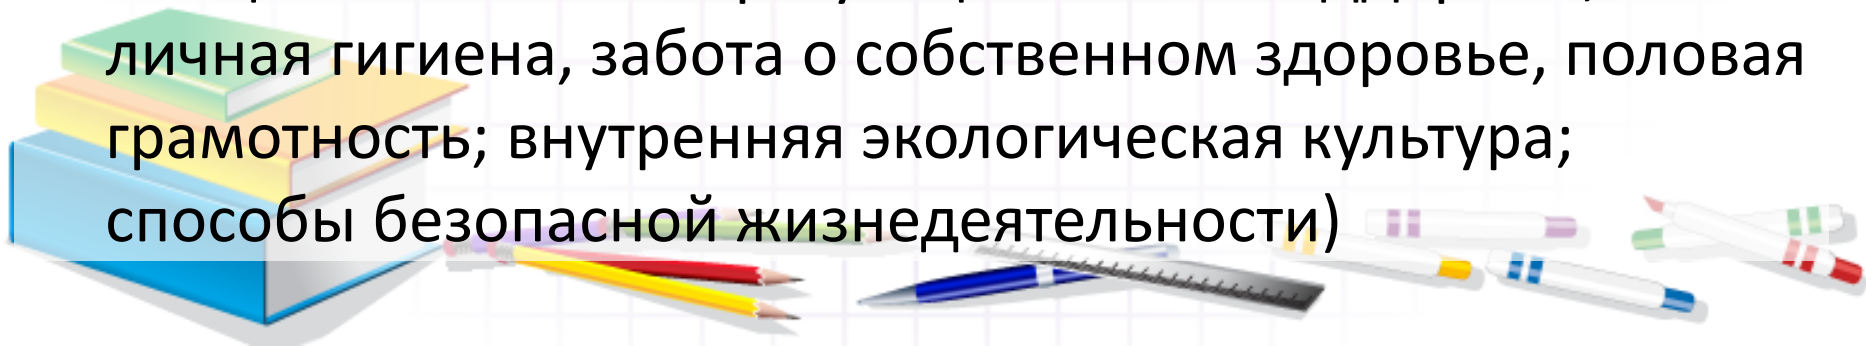 личная гигиена, забота о собственном здоровье, половая
грамотность; внутренняя экологическая культура;
способы безопасной жизнедеятельности)